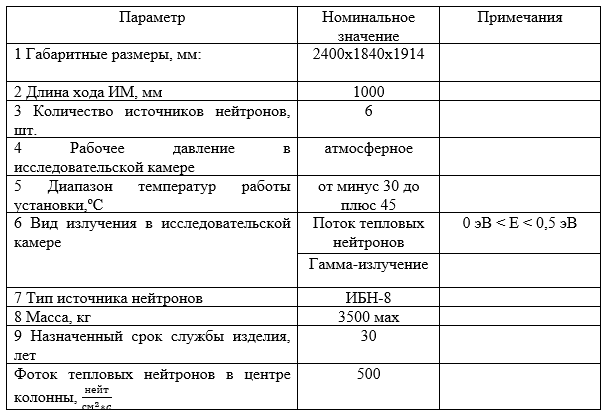 Параметр Номинальное значение Примечания
1 Габаритные размеры, мм: 2400х1840х1914
2 Длина хода ИМ, мм 1000
3 Количество источников нейтронов, шт. 6
4 Рабочее давление в исследовательской камере атмосферное
5 Диапазон температур работы установки,ºС от минус 30 до плюс 45
6 Вид излучения в исследовательской камере Поток тепловых нейтронов 0 эВ < Е < 0,5 эВ
Гамма-излучение
7 Тип источника нейтронов ИБН-8
8 Масса, кг 3500 мах
9 Назначенный срок службы изделия, лет 30
Фоток тепловых нейтронов в центре колонны, нейт/см²*с 500